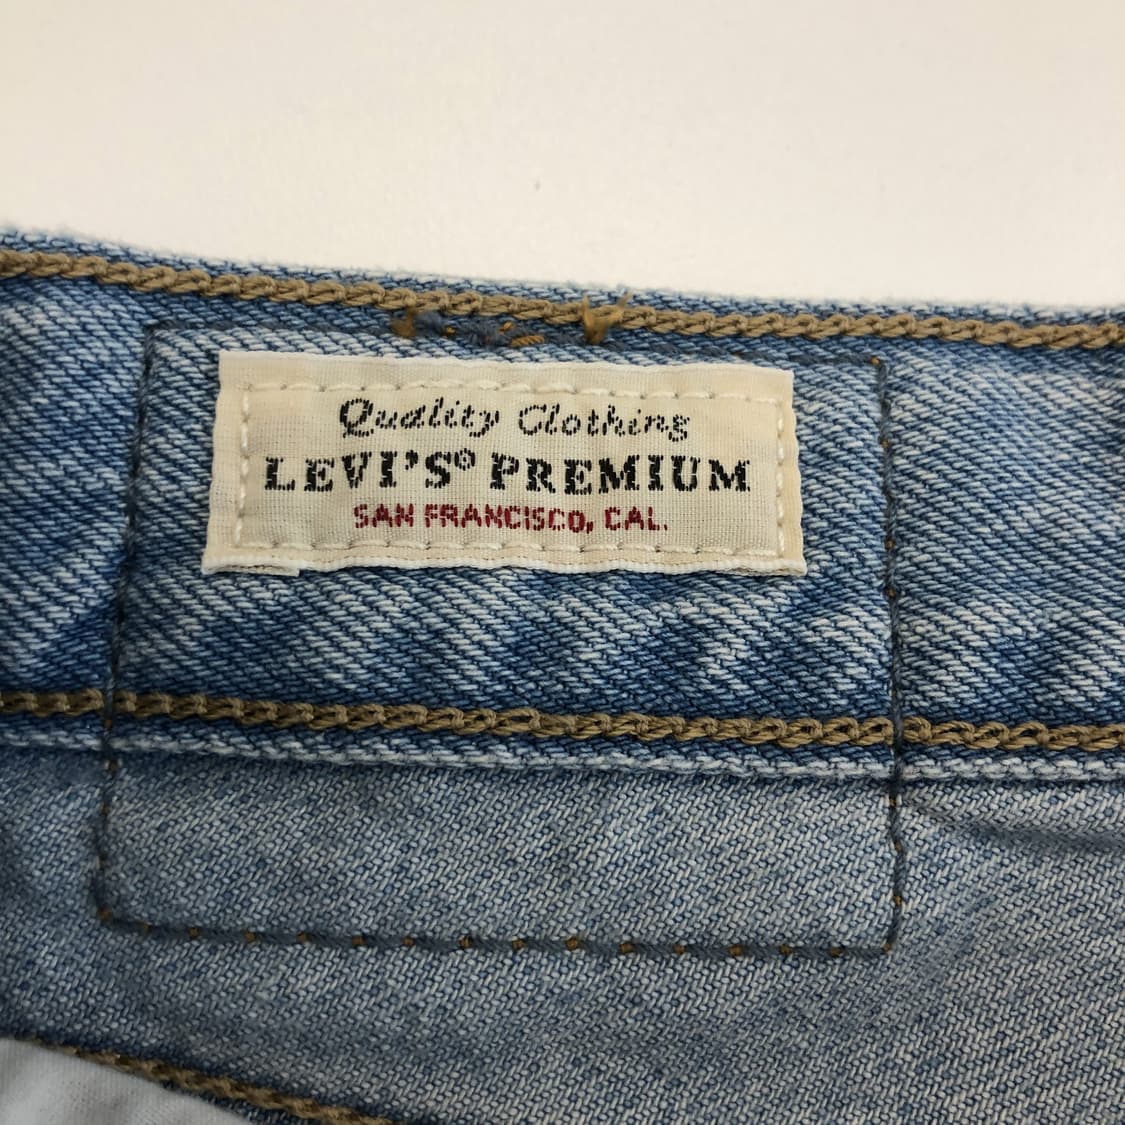 Quality Clothing
LEVI'S® PREMIUM
SAN FRANCISCO, CAL.